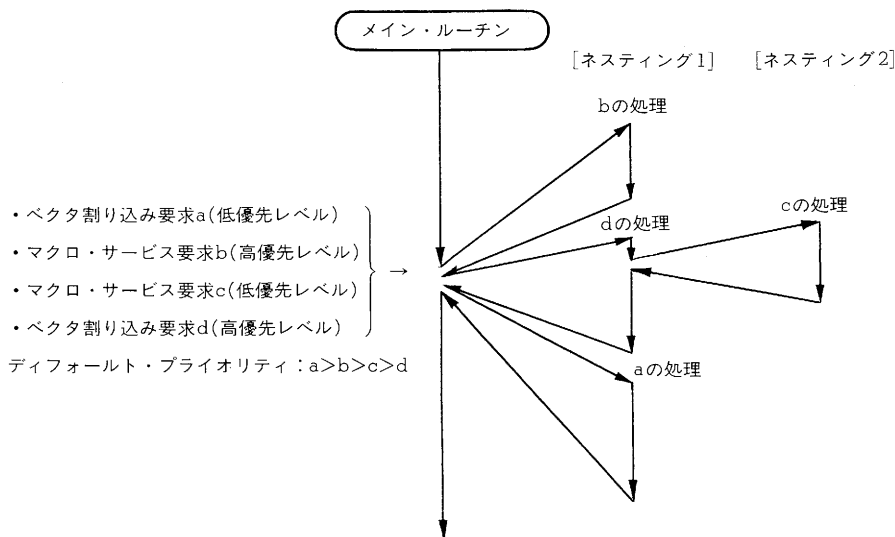 メイン・ルーチン
[ネスティング1] [ネスティング2]
bの処理
・ベクタ割り込み要求a(低優先レベル)
dの処理
cの処理
・マクロ・サービス要求b(高優先レベル)
→
・マクロ・サービス要求c(低優先レベル)
・ベクタ割り込み要求d(高優先レベル)
ディフォールト・プライオリティ:a>b>c>d
aの処理